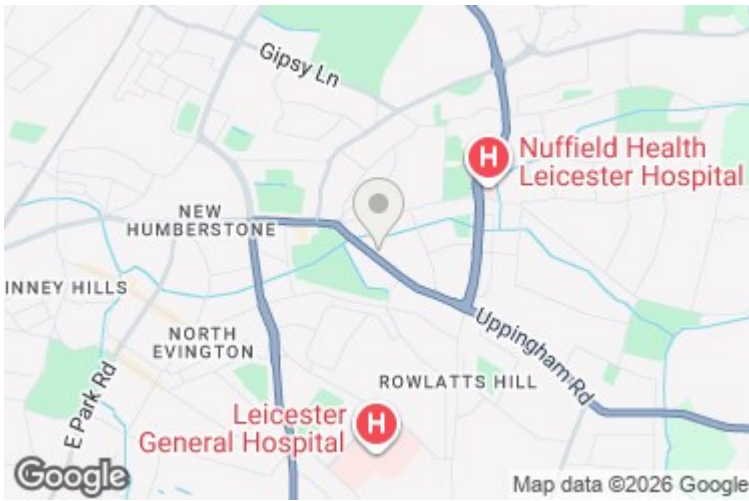 Gipsy Ln
H
Nuffield Health
Leicester Hospital
NEW
HUMBERSTONE
INNEY HILLS
NORTH
EVINGTON
Uppingham Rd
ROWLATTS HILL
E Park Rd
Leicester
General Hospital
H
Google
Map data ©2026 Google